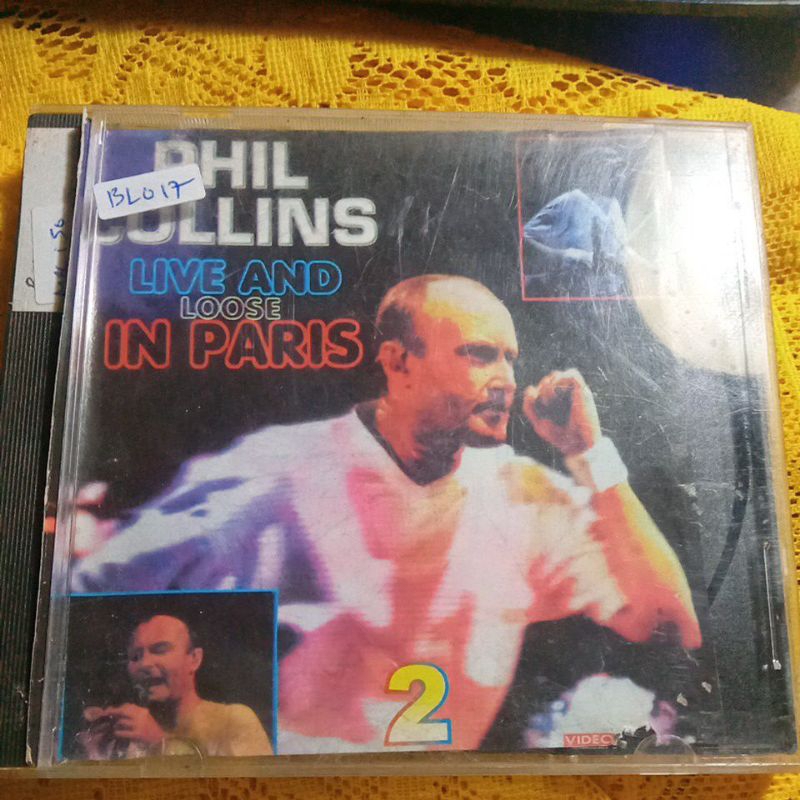 PHIL
COLLINS
BL017
LIVE AND
LOOSE
IN PARIS
2
VIDEO